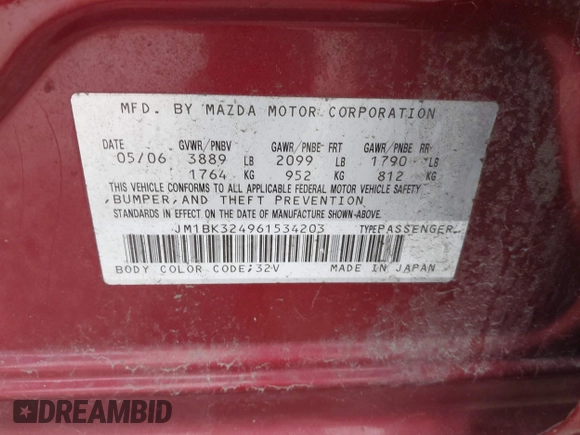 MFD. BY MAZDA MOTOR CORPORATION
DATE GVWR/PNBV GAWR/PNBE FRT GAWR/PNBE RR
05/06 3889 LB 2099 LB 1790 LB
1764 KG 952 KG 812 KG
THIS VEHICLE CONFORMS TO ALL APPLICABLE FEDERAL MOTOR VEHICLE SAFETY
,BUMPER,AND THEFT PREVENTION
STANDARDS IN EFFECT ON THE DATE OF MANUFACTURE SHOWN-ABOVE.
JM1BK324961534203 TYPE PASSENGER
BODY COLOR CODE:32V MADE IN JAPAN
DREAMBID